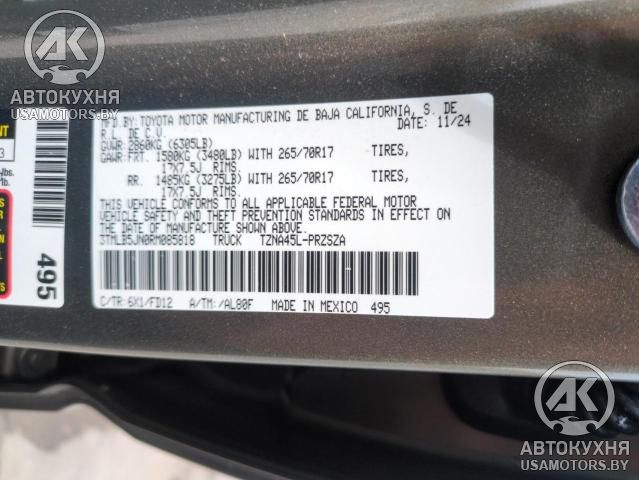 AK
АВТОКУХНЯ
USAMOTORS.BY
MFD.BY: TOYOTA MOTOR MANUFACTURING DE BAJA CALIFORNIA, S. DE
R.L. DE C.V. DATE: 11/24
GVWR: 2860KG (6305LB)
GAWR: FRT. 1580KG (3480LB) WITH 265/70R17 TIRES,
17X7.5J RIMS.
RR. 1485KG (3275LB) WITH 265/70R17 TIRES,
17X7.5J RIMS.
THIS VEHICLE CONFORMS TO ALL APPLICABLE FEDERAL MOTOR
VEHICLE SAFETY AND THEFT PREVENTION STANDARDS IN EFFECT ON
THE DATE OF MANUFACTURE SHOWN ABOVE.
3TMLB5JN0RM085818 TRUCK TZNA45L-PRZSZA
C/TR: 6X1/FD12 A/TM: /AL80F MADE IN MEXICO 495
495
lbs.
lb.
AK
АВТОКУХНЯ
USAMOTORS.BY